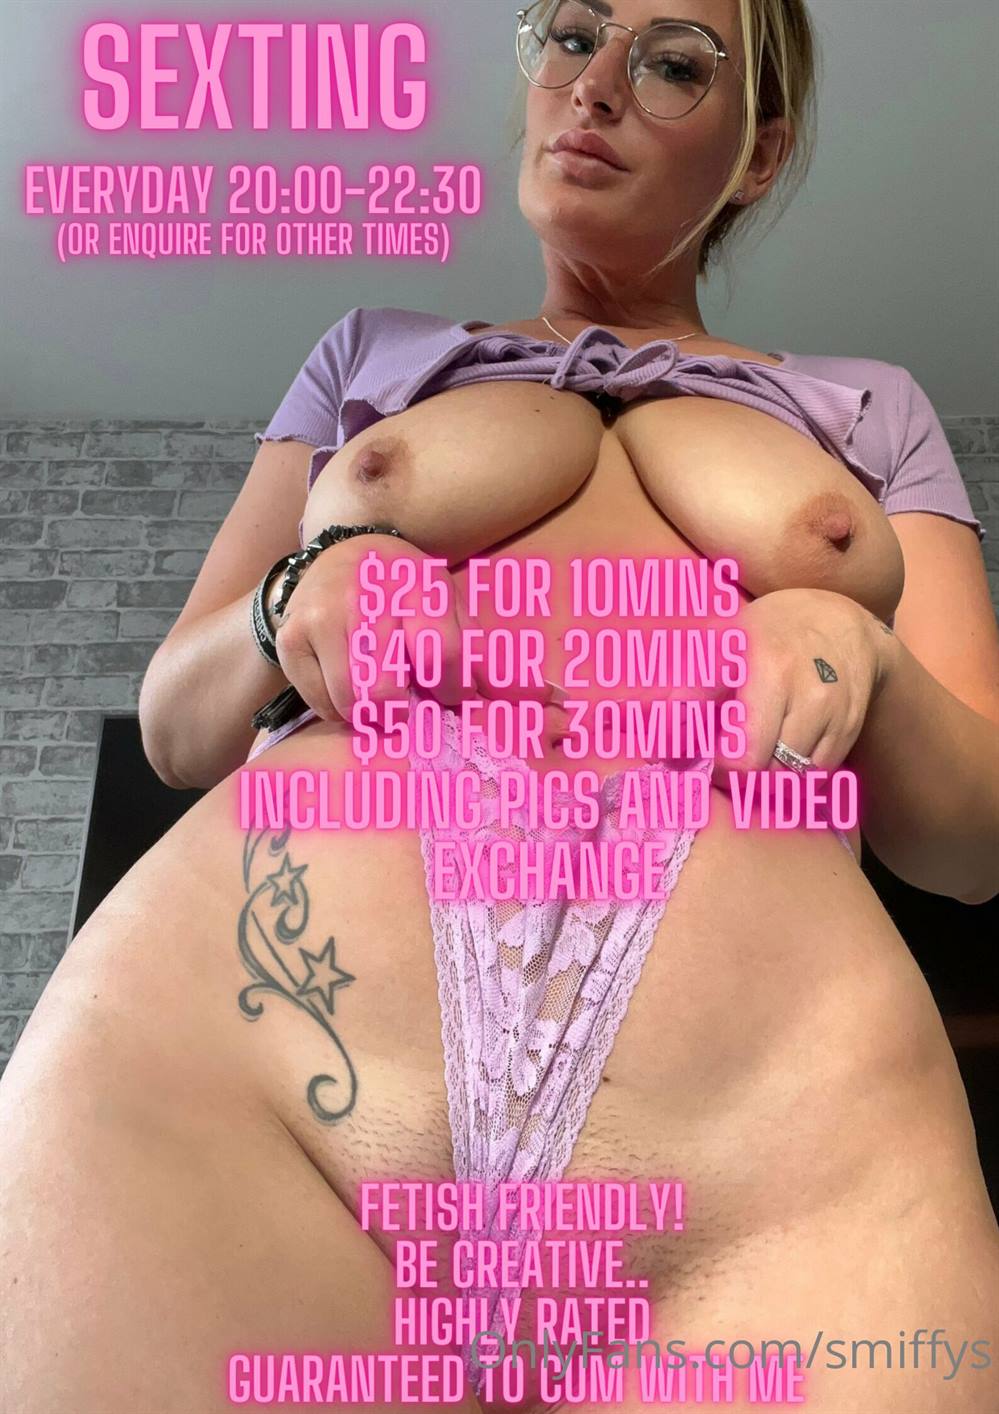 SEXTING
EVERYDAY 20:00-22:30
(OR ENQUIRE FOR OTHER TIMES)
$25 FOR 10MINS
$40 FOR 20MINS
$50 FOR 30MINS
INCLUDING PICS AND VIDEO
EXCHANGE
FETISH FRIENDLY!
BE CREATIVE..
HIGHLY RATED
OnlyFans.com/smiffys
GUARANTEED TO CUM WITH ME